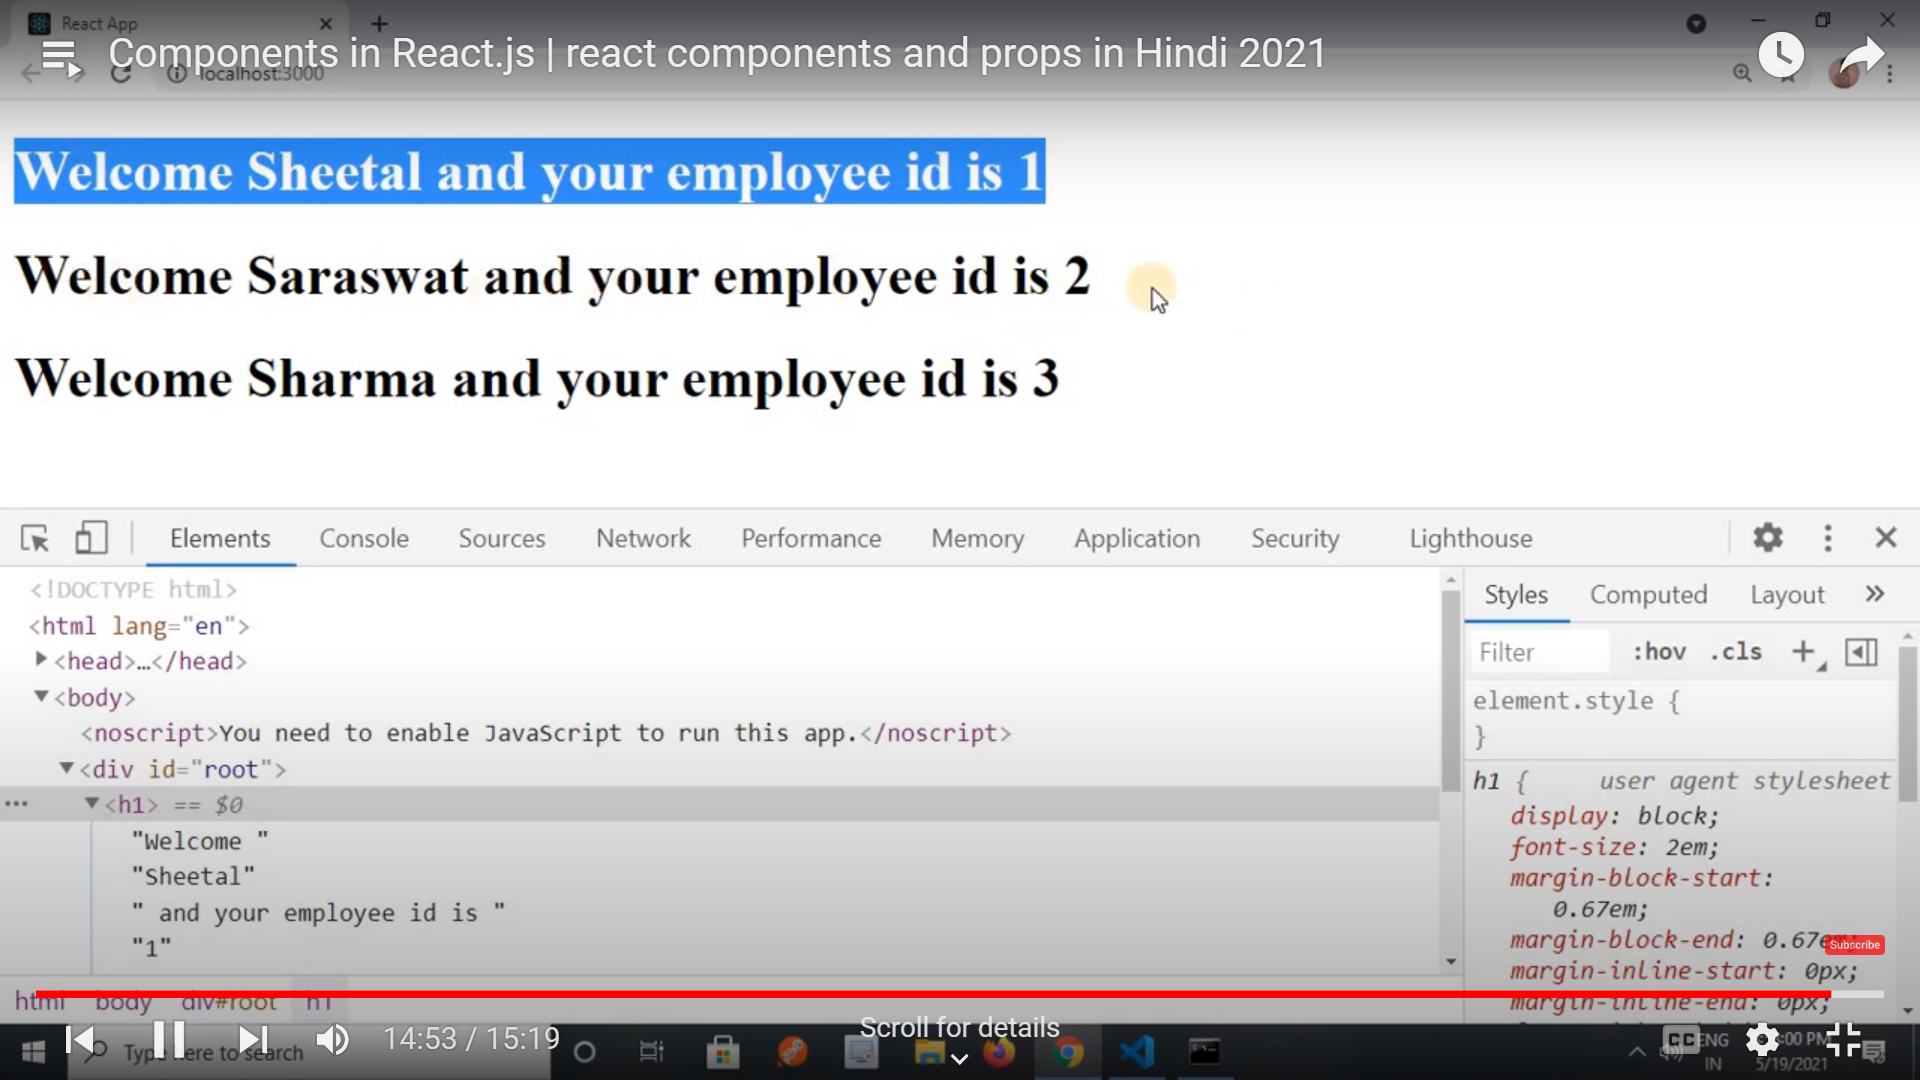 React App
Components in React.js | react components and props in Hindi 2021
localhost:3000
Welcome Sheetal and your employee id is 1
Welcome Saraswat and your employee id is 2
Welcome Sharma and your employee id is 3
Elements Console Sources Network Performance Memory Application Security Lighthouse
<!DOCTYPE html>
<html lang="en">
<head>…</head>
<body>
<noscript>You need to enable JavaScript to run this app.</noscript>
<div id="root">
<h1> == $0
"Welcome "
"Sheetal"
" and your employee id is "
"1"
html body div#root h1
Styles Computed Layout
Filter :hov .cls
element.style {
}
h1 { user agent stylesheet
display: block;
font-size: 2em;
margin-block-start:
0.67em;
margin-block-end: 0.67em;
Subscribe
margin-inline-start: 0px;
margin-inline-end: 0px;
14:53 / 15:19
Scroll for details
Type here to search
CC
ENG
IN
:00 PM
5/19/2021